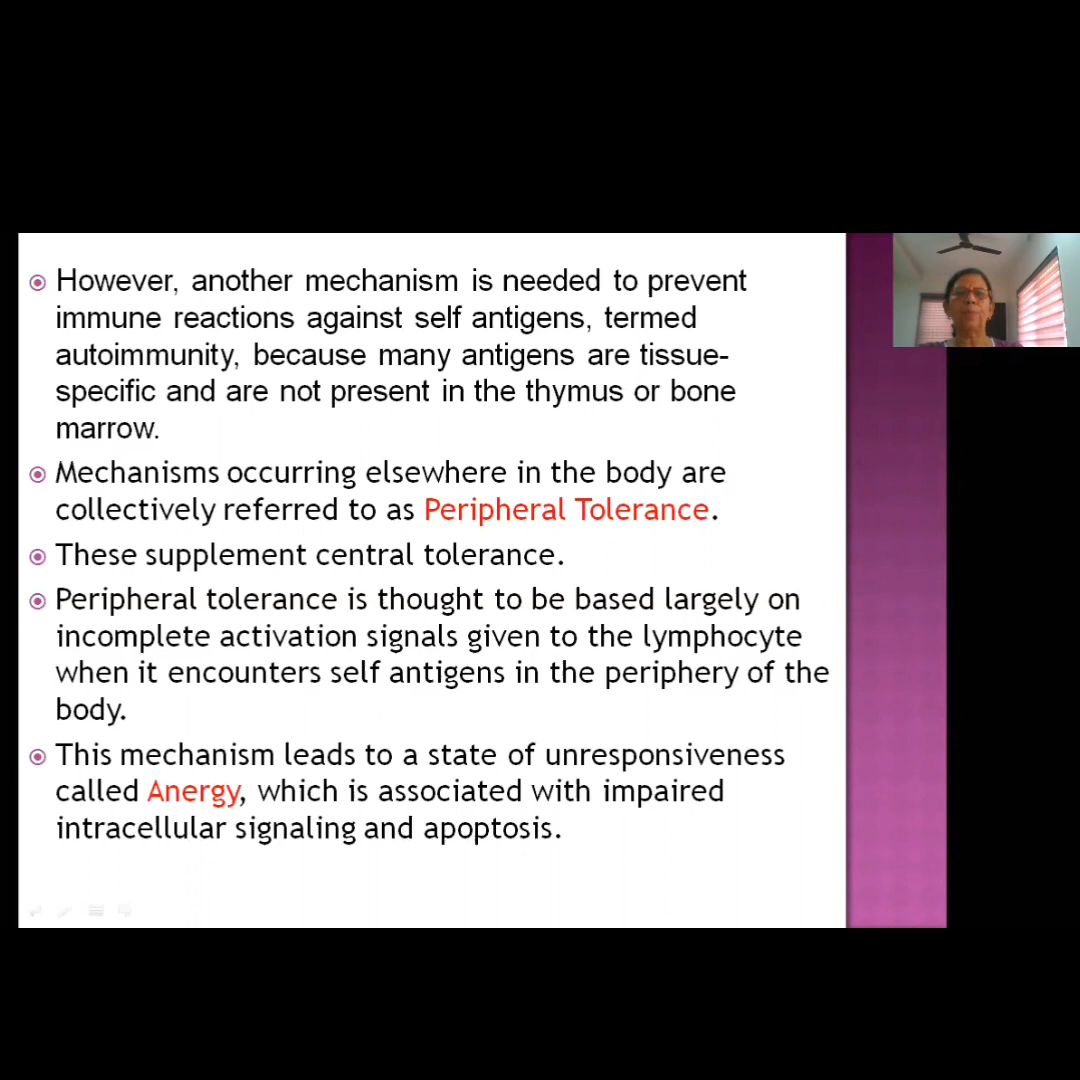 However, another mechanism is needed to prevent
immune reactions against self antigens, termed
autoimmunity, because many antigens are tissue-
specific and are not present in the thymus or bone
marrow.
Mechanisms occurring elsewhere in the body are
collectively referred to as Peripheral Tolerance.
These supplement central tolerance.
Peripheral tolerance is thought to be based largely on
incomplete activation signals given to the lymphocyte
when it encounters self antigens in the periphery of the
body.
This mechanism leads to a state of unresponsiveness
called Anergy, which is associated with impaired
intracellular signaling and apoptosis.